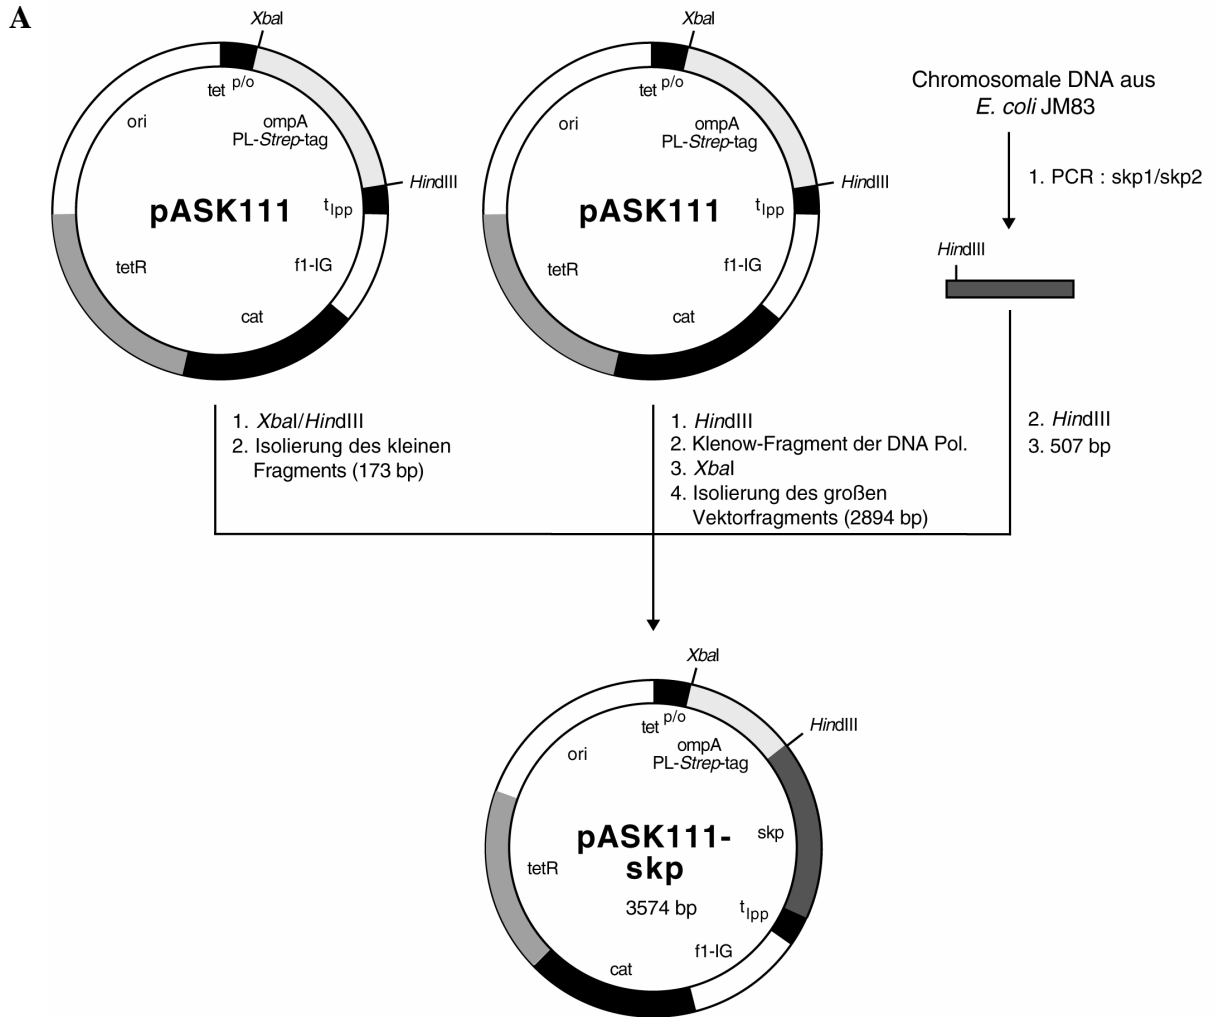 A
XbaI
tet p/o
ori
ompA
PL-Strep-tag
HindIII
pASK111
tlpp
tetR
f1-IG
cat
XbaI
tet p/o
ori
ompA
PL-Strep-tag
HindIII
pASK111
tlpp
tetR
f1-IG
cat
Chromosomale DNA aus
E. coli JM83
1. PCR : skp1/skp2
HindIII
1. XbaI/HindIII
2. Isolierung des kleinen
Fragments (173 bp)
1. HindIII
2. Klenow-Fragment der DNA Pol.
3. XbaI
4. Isolierung des großen
Vektorfragments (2894 bp)
2. HindIII
3. 507 bp
XbaI
tet p/o
ori
ompA
PL-Strep-tag
HindIII
pASK111-
skp
3574 bp
skp
tetR
tlpp
f1-IG
cat